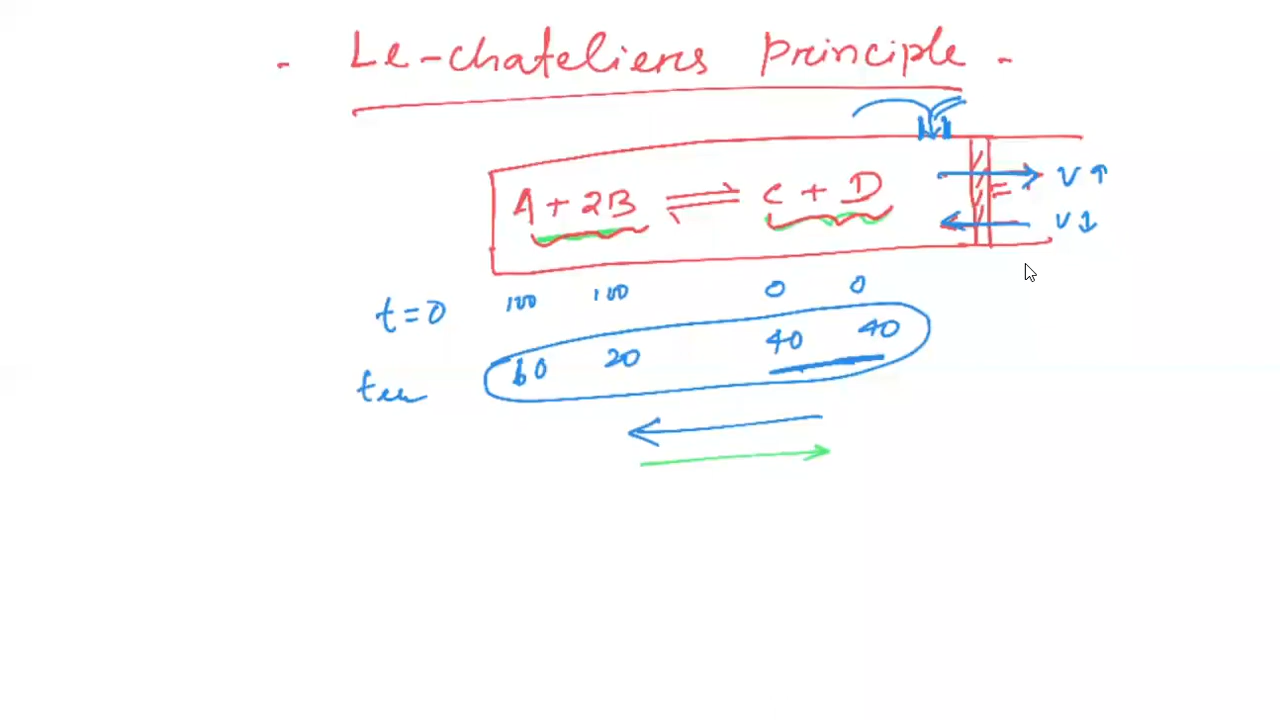 - Le-chateliers principle -
A + 2B ⇌ C + D
V ↑
V ↓
t=0 100 100 0 0
60 20 40 40